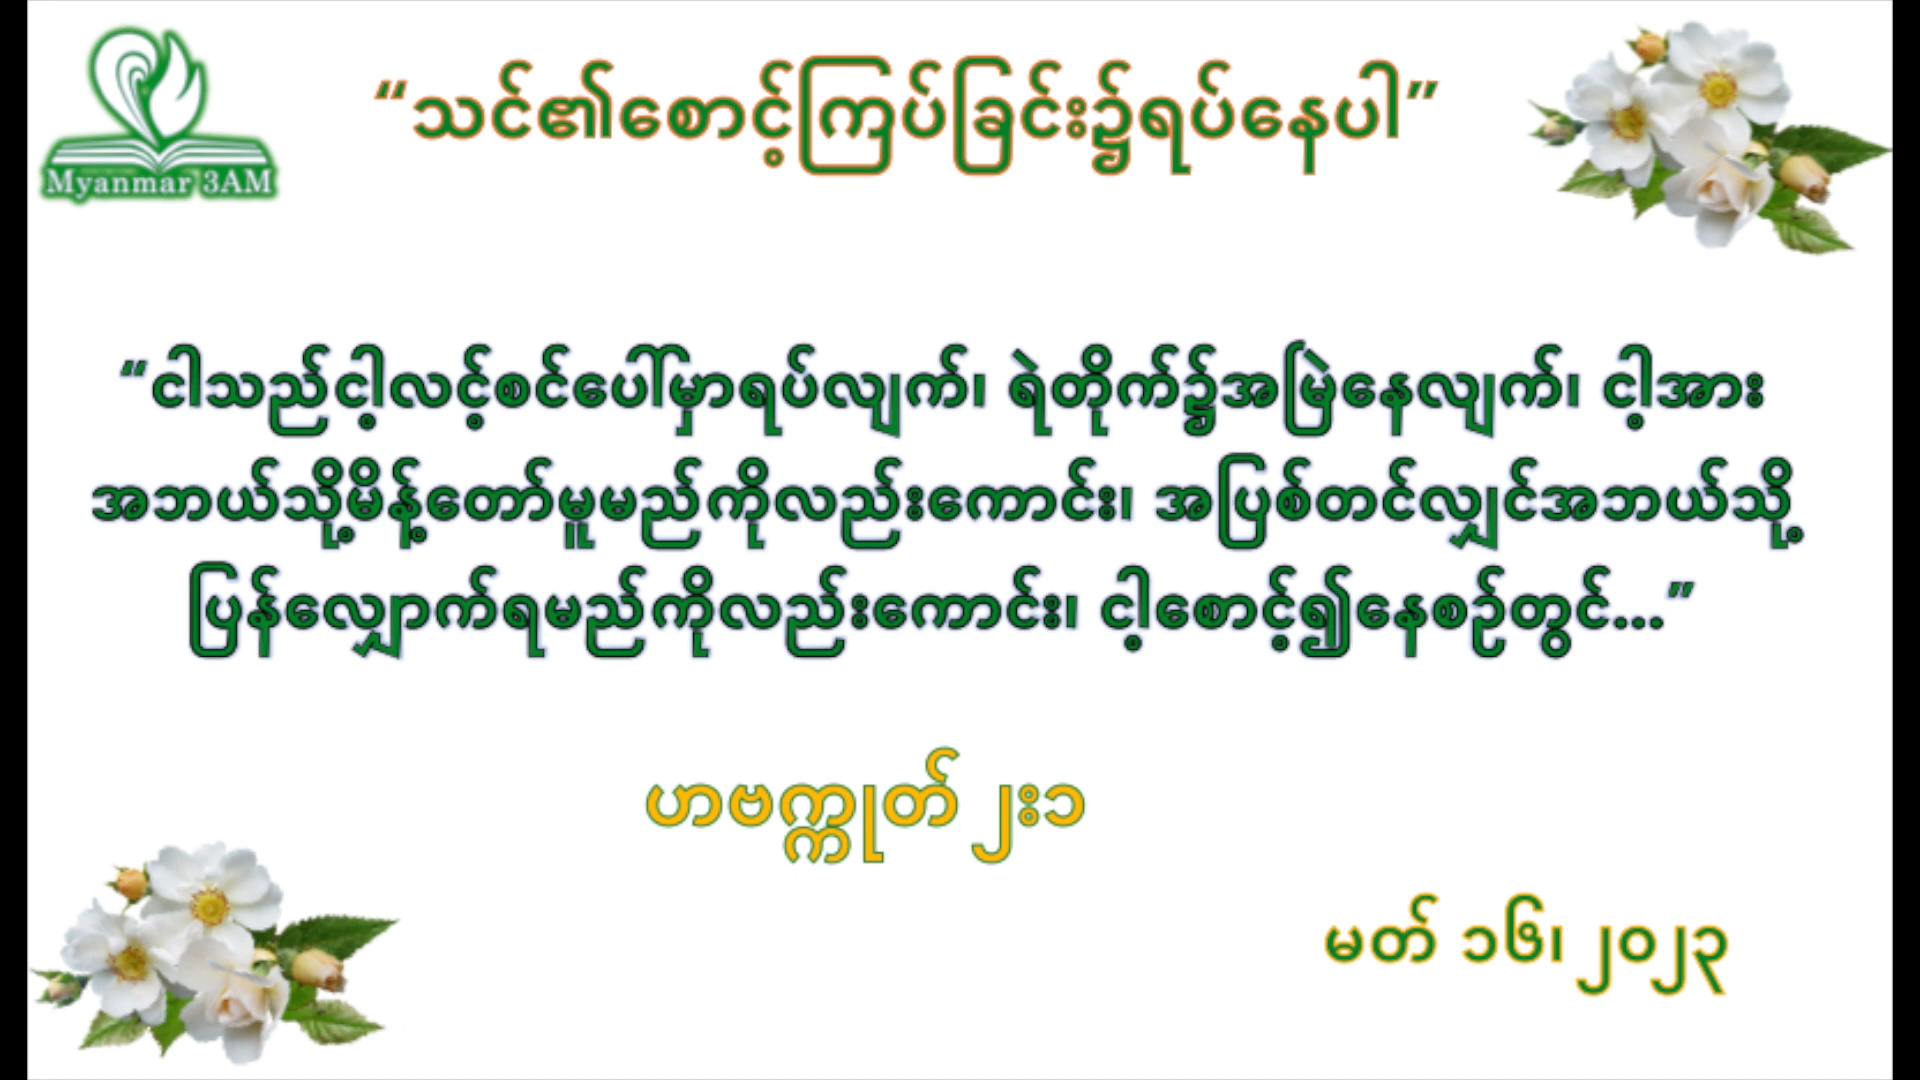 Myanmar 3AM
“သင်၏စောင့်ကြပ်ခြင်း၌ရပ်နေပါ”
“ငါသည်ငါ့လင့်စင်ပေါ်မှာရပ်လျက်၊ ရဲတိုက်၌အမြဲနေလျက်၊ ငါ့အား
အဘယ်သို့မိန့်တော်မူမည်ကိုလည်းကောင်း၊ အပြစ်တင်လျှင်အဘယ်သို့
ပြန်လျှောက်ရမည်ကိုလည်းကောင်း၊ ငါ့စောင့်၍နေစဉ်တွင်...”
ဟဗက္ကုတ် ၂း၁
မတ် ၁၆၊ ၂၀၂၃